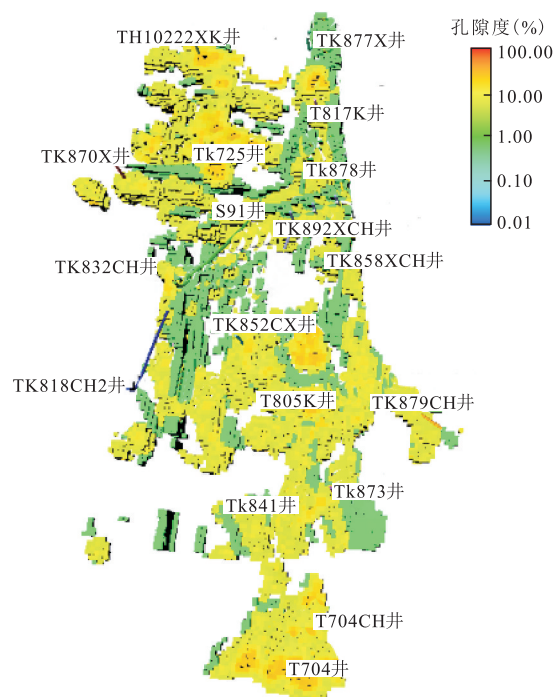 TH10222XK井
TK877X井
孔隙度(%)
100.00
10.00
1.00
0.10
0.01
T817K井
TK870X井
Tk725井
Tk878井
S91井
TK892XCH井
TK832CH井
TK858XCH井
TK852CX井
TK818CH2井
T805K井
TK879CH井
Tk873井
Tk841井
T704CH井
T704井